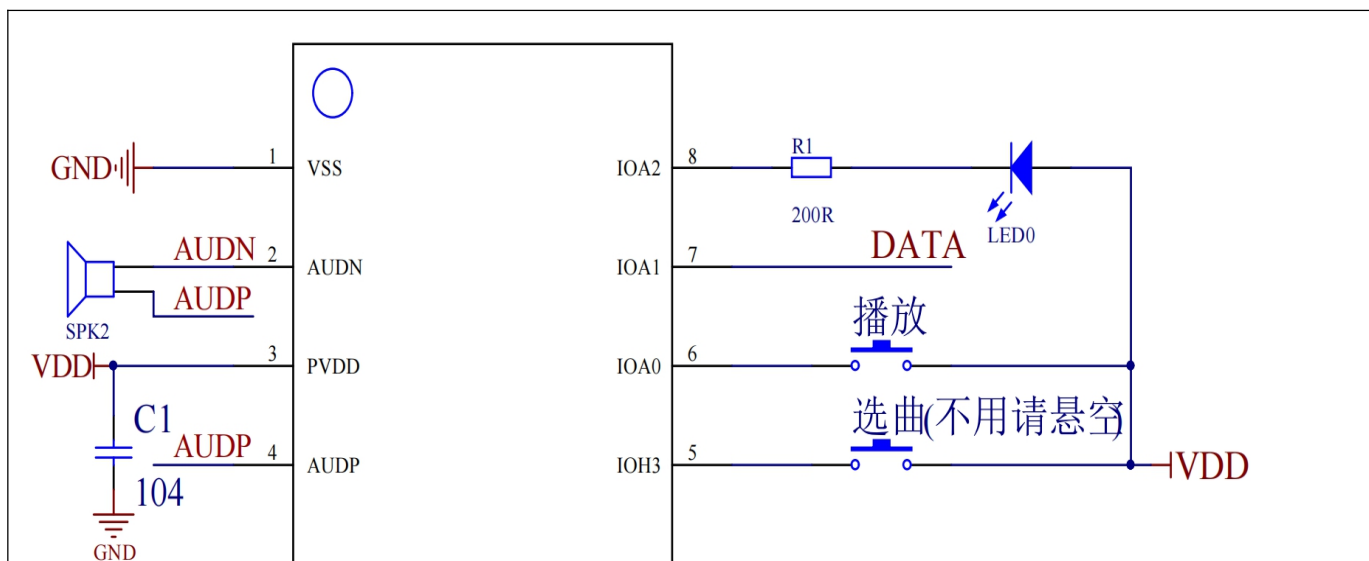 GND
1
VSS
AUDN
2
AUDN
AUDP
SPK2
VDD
3
PVDD
C1
AUDP
4
AUDP
104
GND
IOA2
8
R1
200R
LED0
IOA1
7
DATA
播放
IOA0
6
选曲(不用请悬空)
IOH3
5
VDD